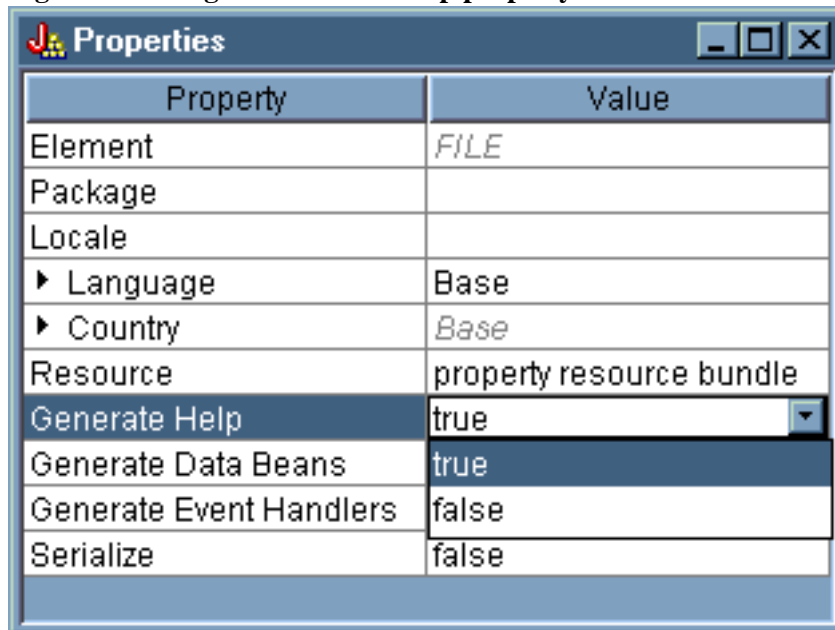 Properties
Property Value
Element FILE
Package
Locale
Language Base
Country Base
Resource property resource bundle
Generate Help true
Generate Data Beans true
Generate Event Handlers false
Serialize false